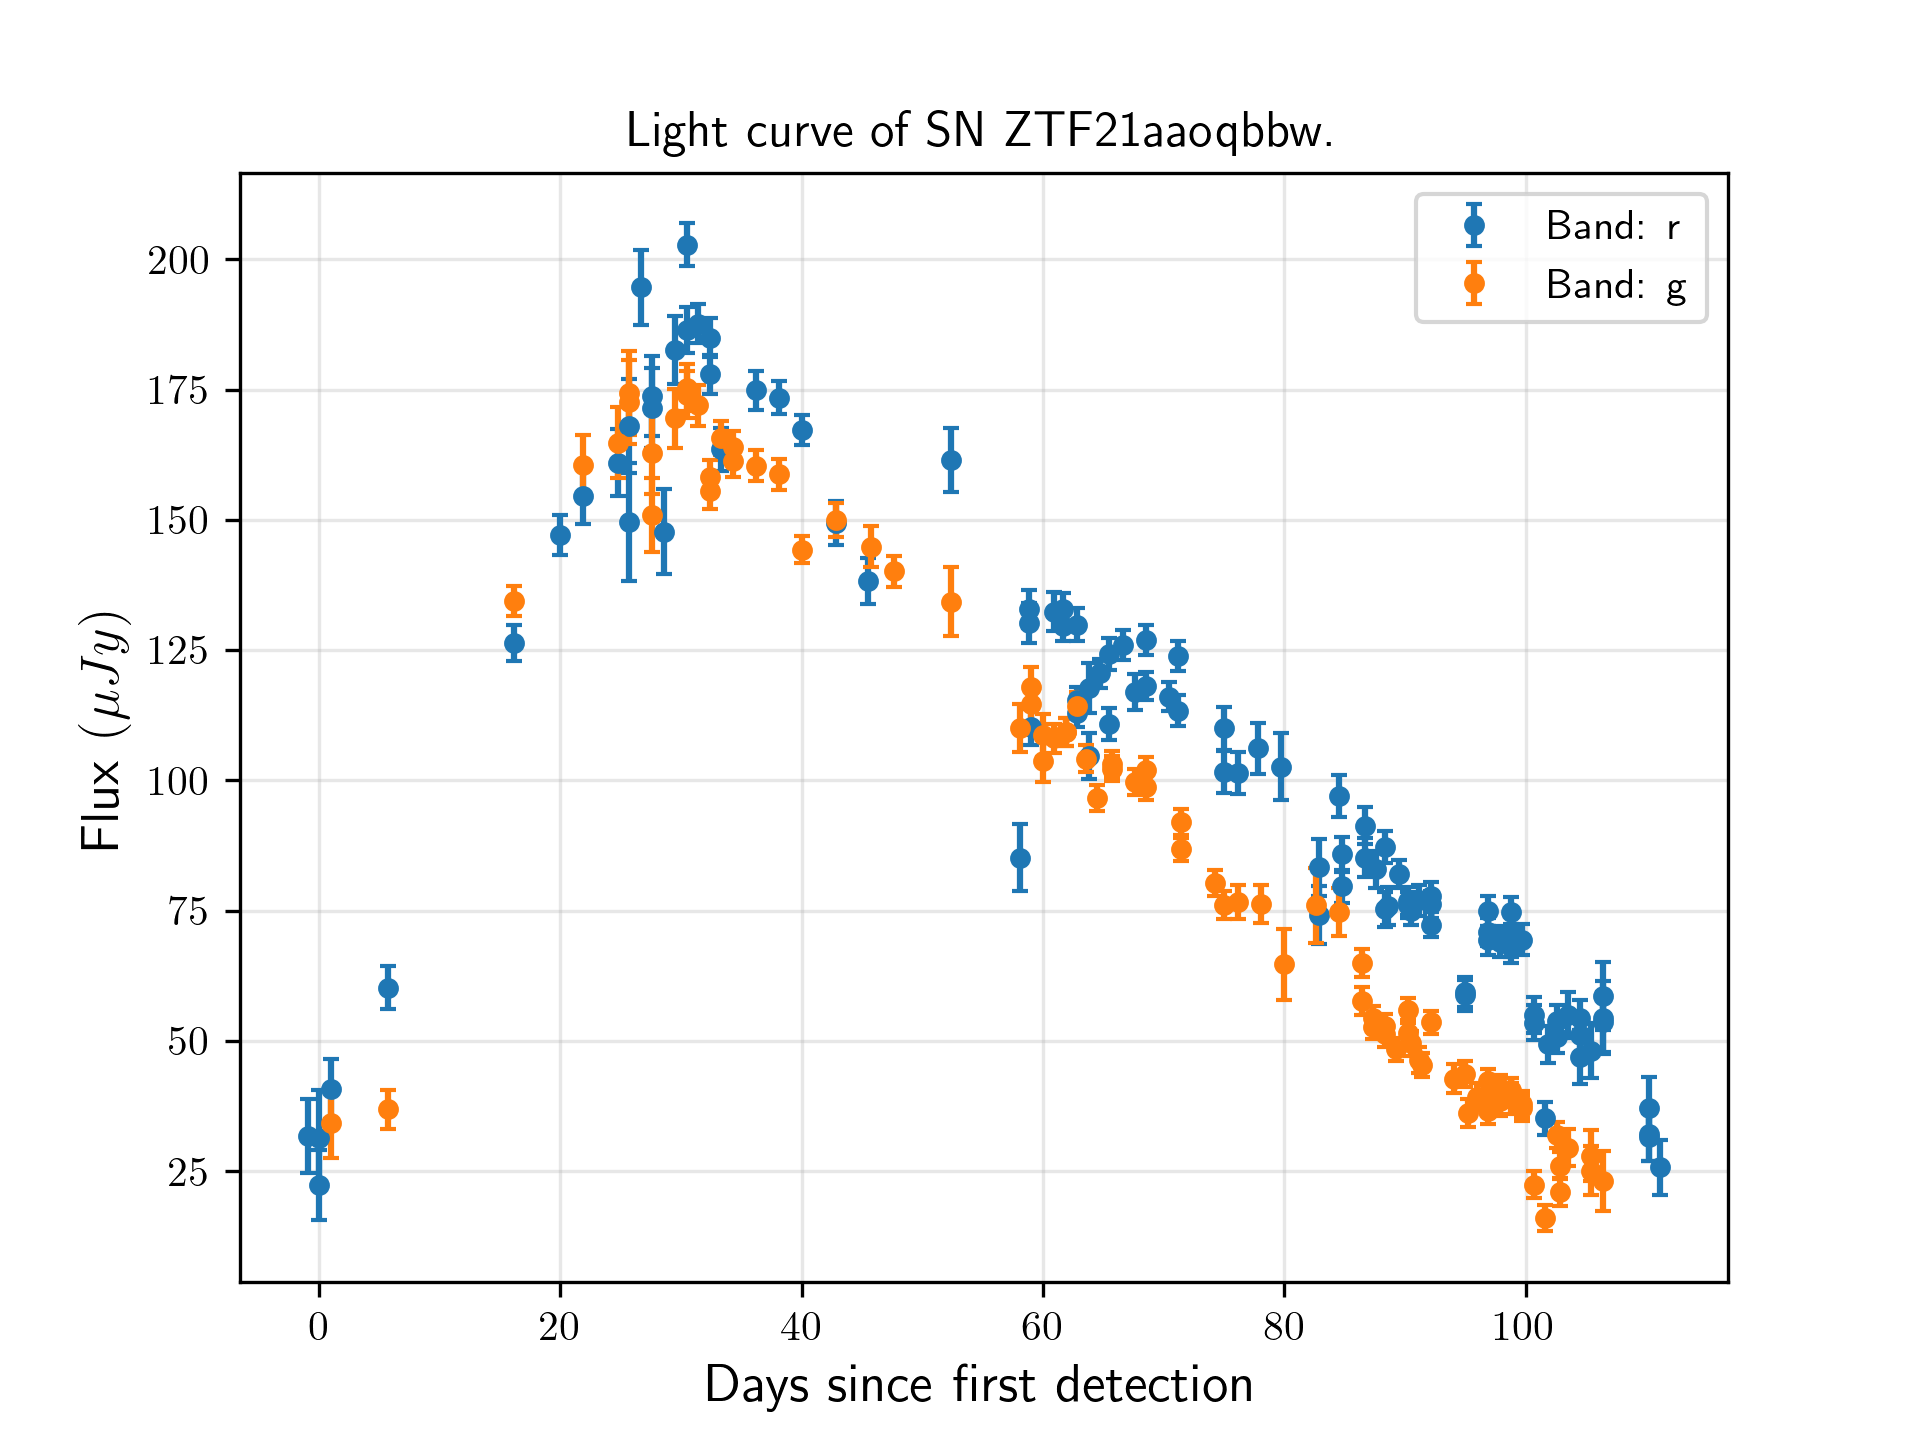 Light curve of SN ZTF21aaoqbbw.
Band: r
Band: g
200
175
150
125
100
75
50
25
Flux (μJy)
0 20 40 60 80 100
Days since first detection